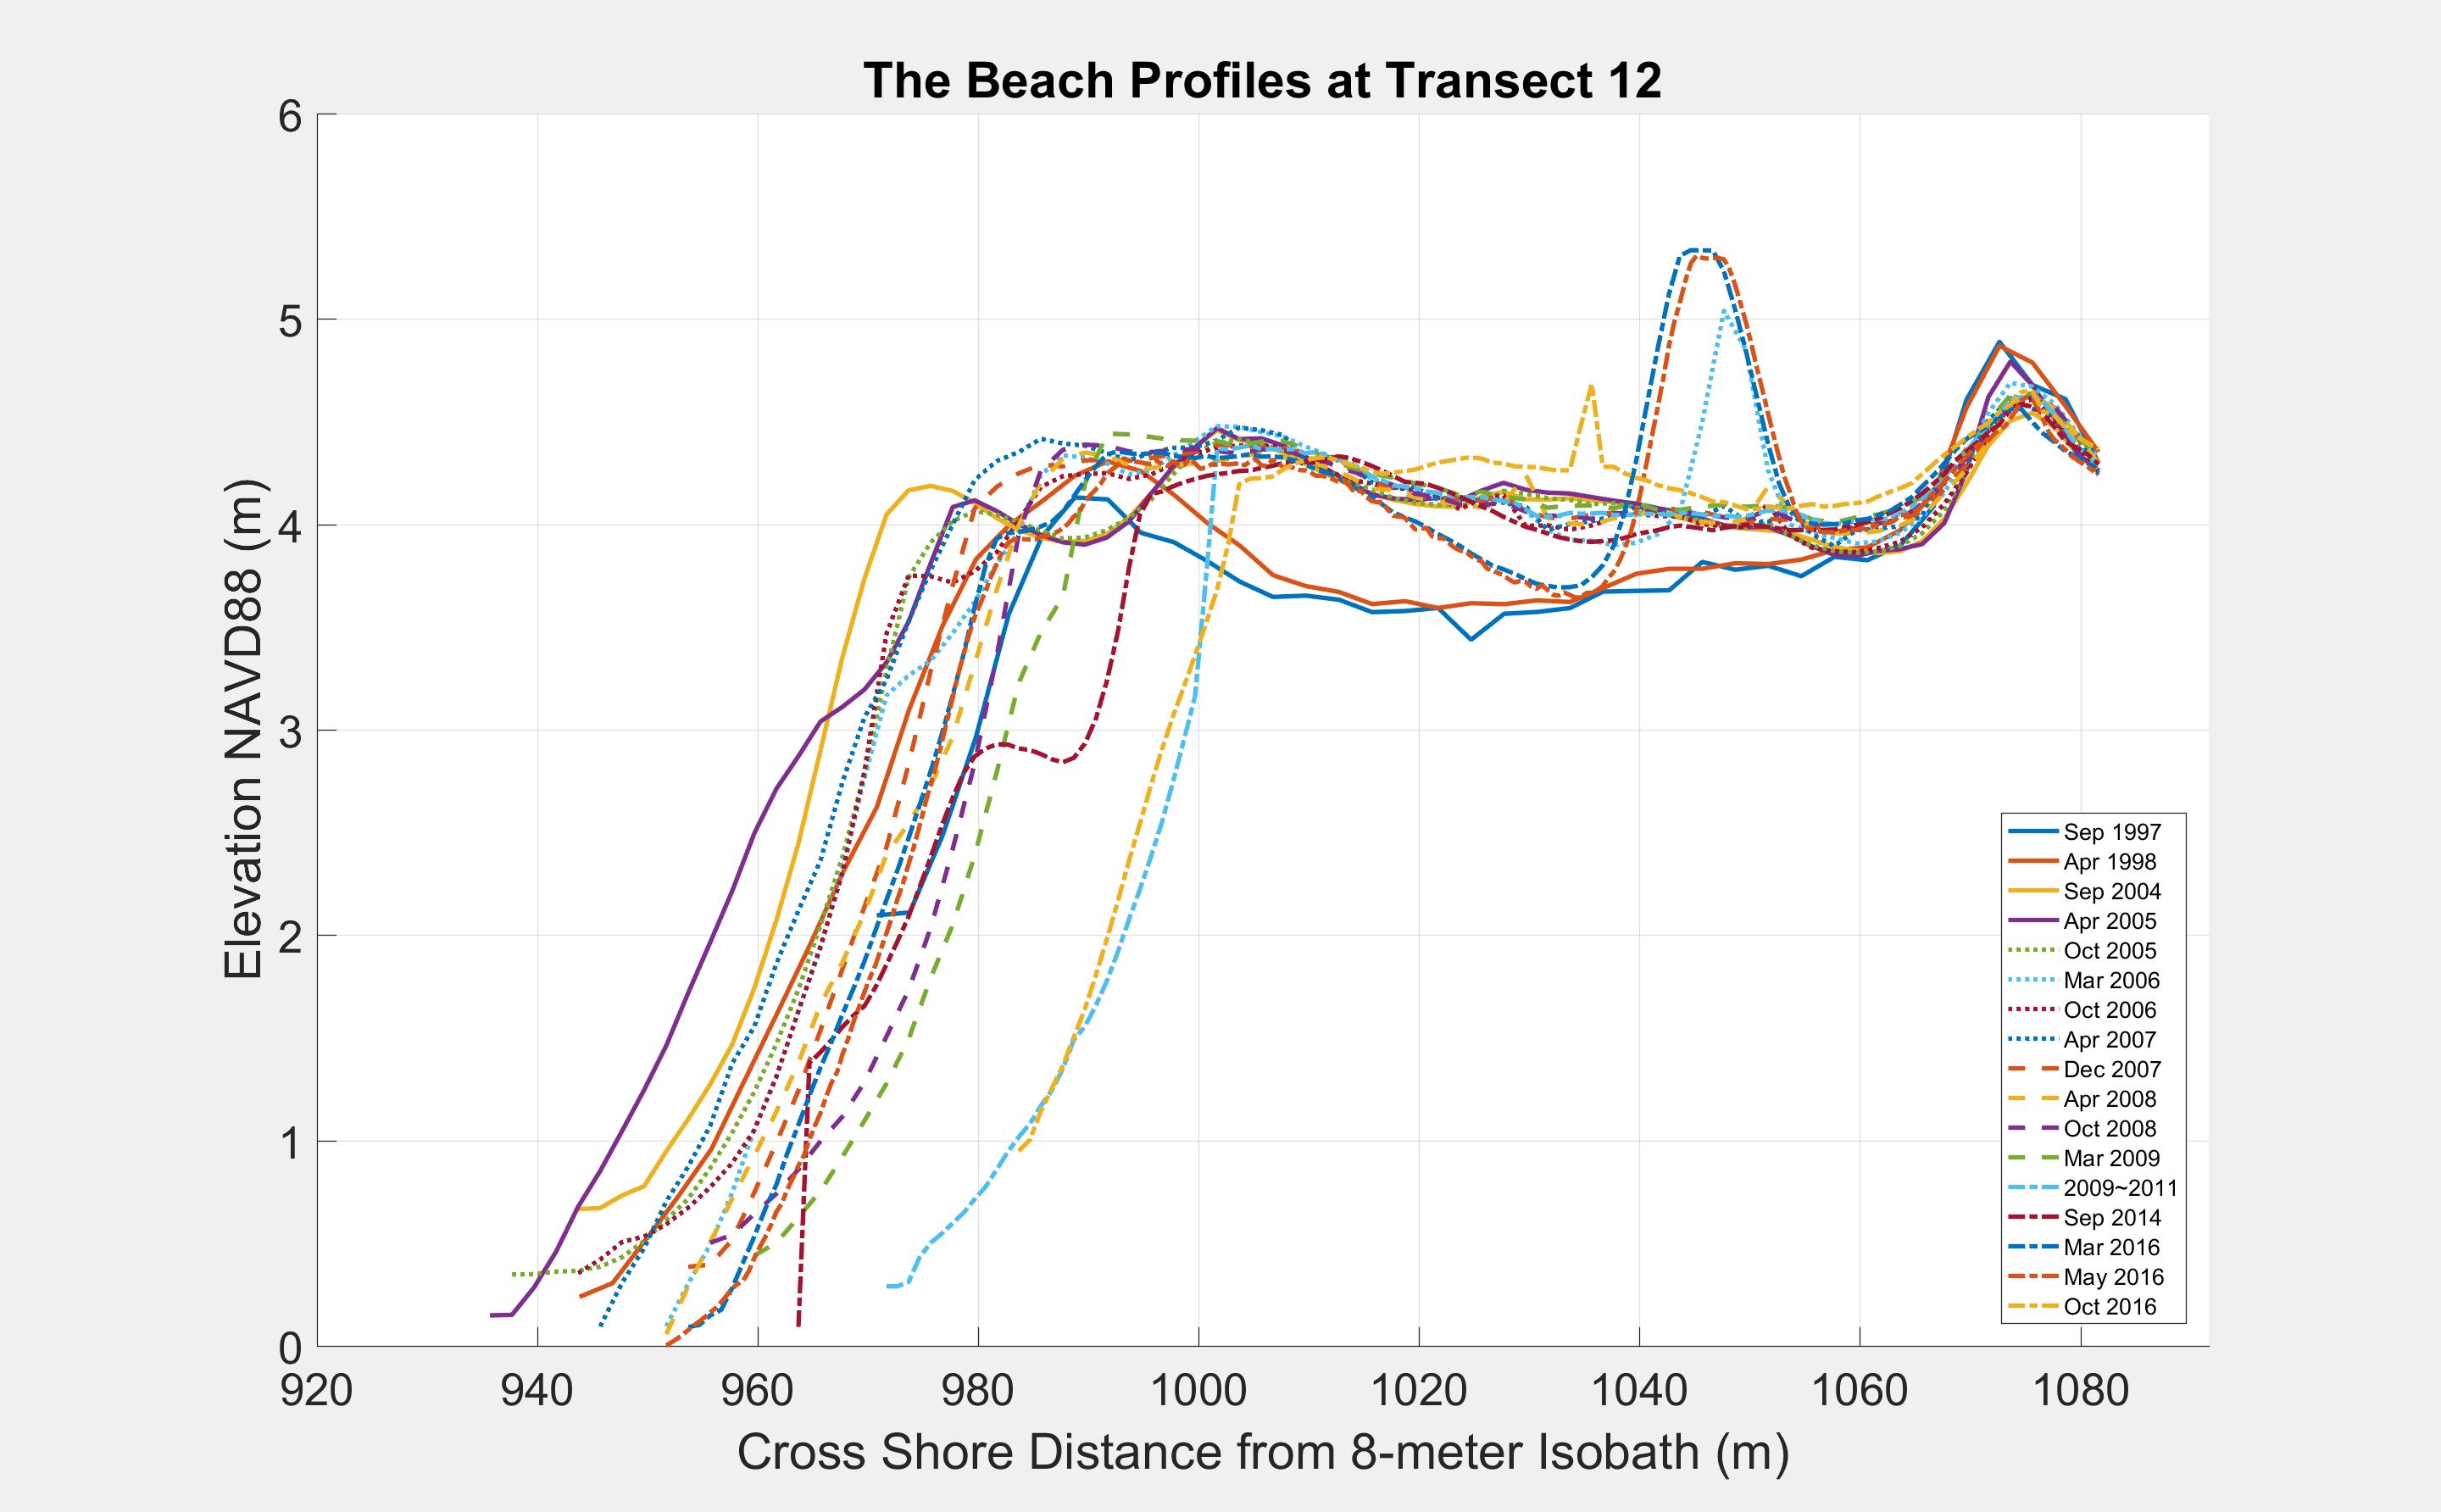 The Beach Profiles at Transect 12
6
5
4
3
2
1
0
Elevation NAVD88 (m)
920 940 960 980 1000 1020 1040 1060 1080
Cross Shore Distance from 8-meter Isobath (m)
Sep 1997
Apr 1998
Sep 2004
Apr 2005
Oct 2005
Mar 2006
Oct 2006
Apr 2007
Dec 2007
Apr 2008
Oct 2008
Mar 2009
2009~2011
Sep 2014
Mar 2016
May 2016
Oct 2016